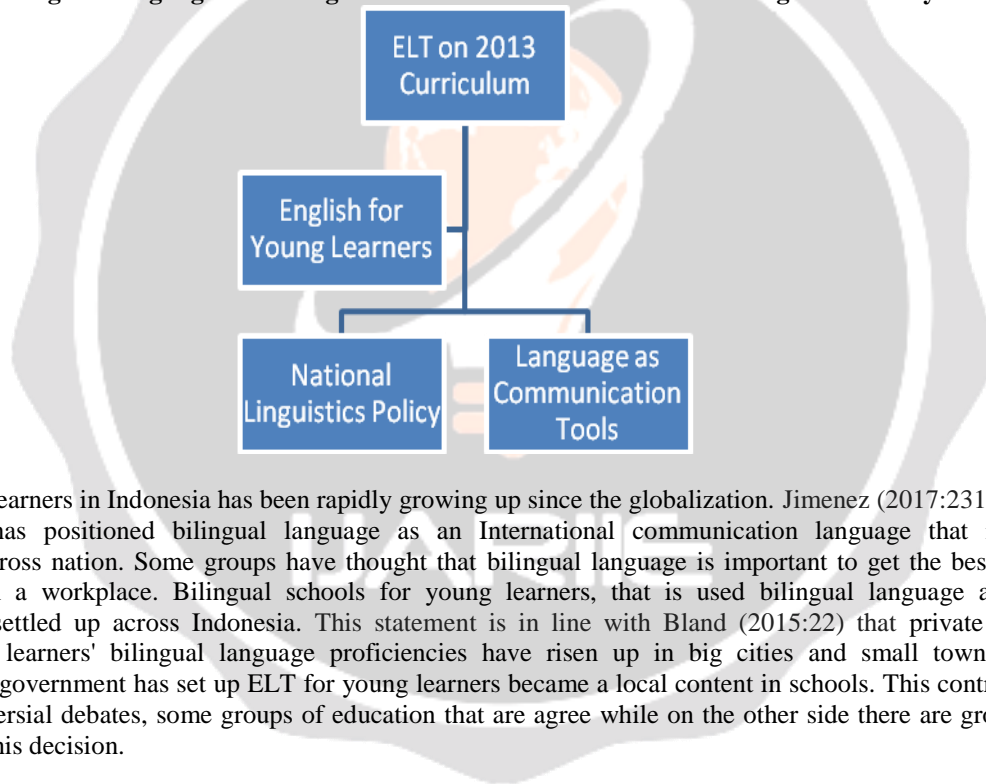 ELT on 2013
Curriculum
English for
Young Learners
National
Linguistics Policy
Language as
Communication
Tools
earners in Indonesia has been rapidly growing up since the globalization. Jimenez (2017:231
has positioned bilingual language as an International communication language that
ross nation. Some groups have thought that bilingual language is important to get the bes
a workplace. Bilingual schools for young learners, that is used bilingual language a
settled up across Indonesia. This statement is in line with Bland (2015:22) that private
learners' bilingual language proficiencies have risen up in big cities and small town
government has set up ELT for young learners became a local content in schools. This contr
ersial debates, some groups of education that are agree while on the other side there are gro
his decision.